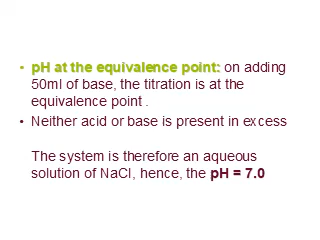 • pH at the equivalence point: on adding
50ml of base, the titration is at the
equivalence point .
• Neither acid or base is present in excess
The system is therefore an aqueous
solution of NaCl, hence, the pH = 7.0